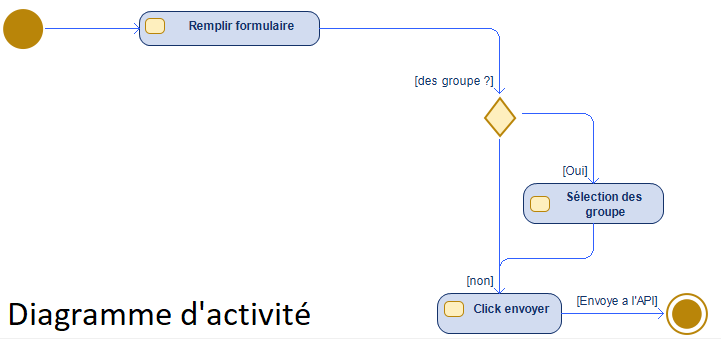 Remplir formulaire
[des groupe ?]
[Oui]
Sélection des
groupe
[non]
Click envoyer
[Envoye a l'API]
Diagramme d'activité